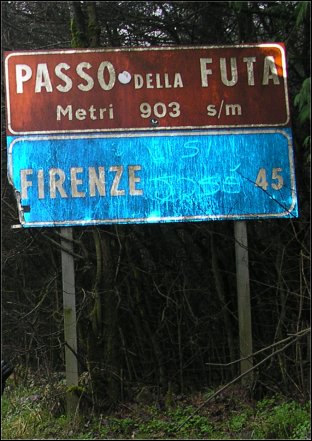 PASSO DELLA FUTA
Metri 903 s/m
FIRENZE 45